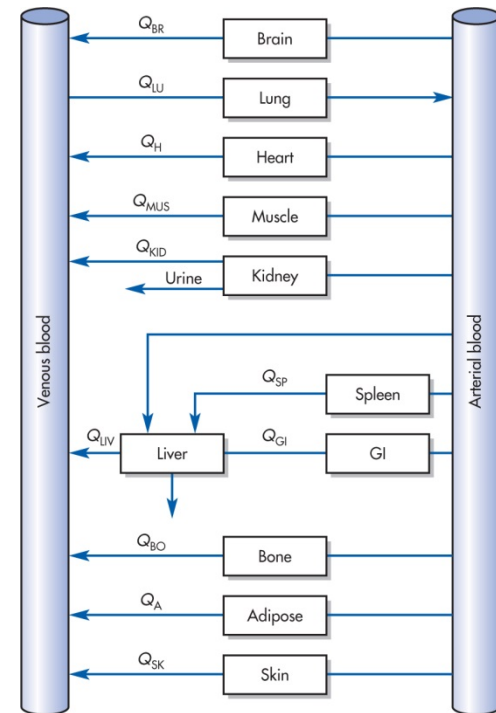 Q_BR
Brain
Q_LU
Lung
Q_H
Heart
Q_MUS
Muscle
Q_KID
Kidney
Urine
Venous blood
Arterial blood
Q_SP
Spleen
Q_LIV
Liver
Q_GI
GI
Q_BO
Bone
Q_A
Adipose
Q_SK
Skin